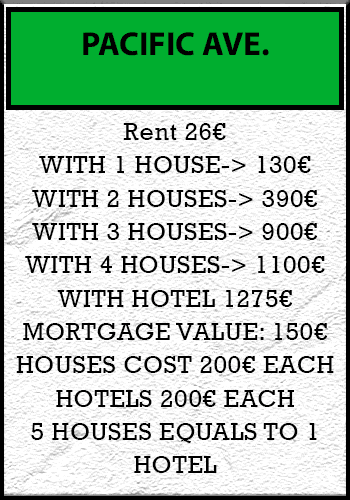 PACIFIC AVE.
Rent 26€
WITH 1 HOUSE-> 130€
WITH 2 HOUSES-> 390€
WITH 3 HOUSES-> 900€
WITH 4 HOUSES-> 1100€
WITH HOTEL 1275€
MORTGAGE VALUE: 150€
HOUSES COST 200€ EACH
HOTELS 200€ EACH
5 HOUSES EQUALS TO 1
HOTEL